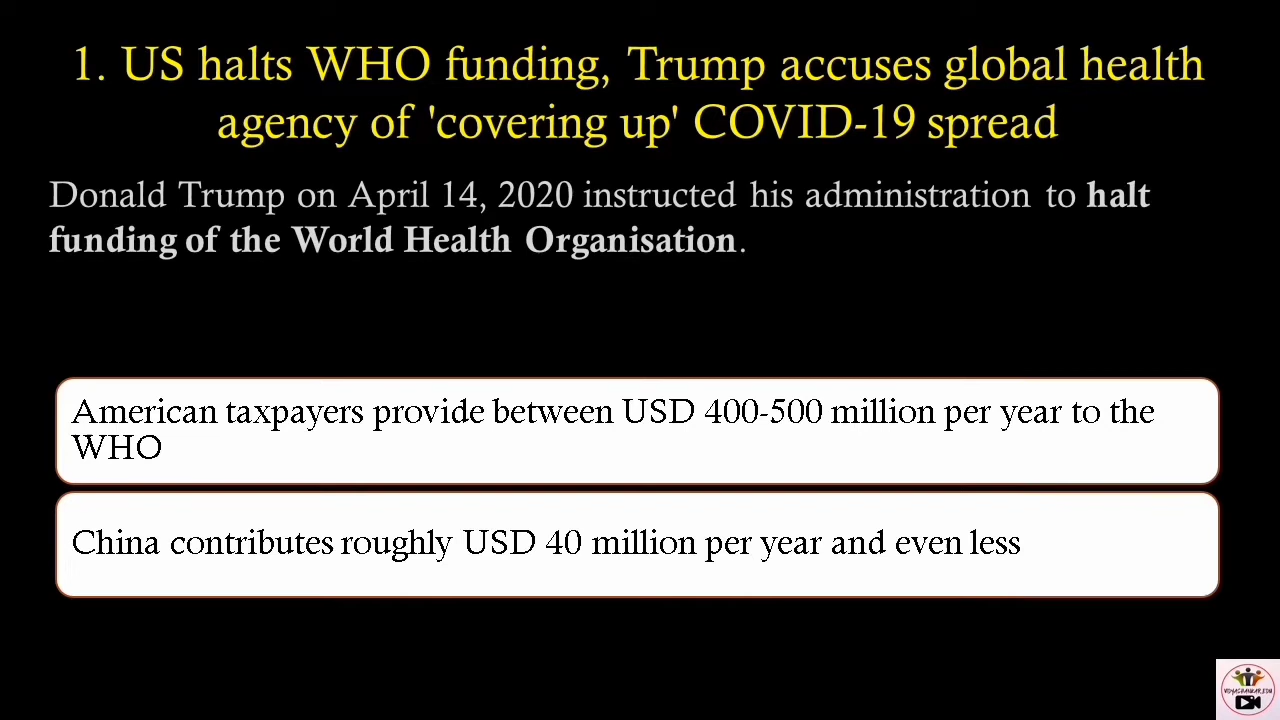 1. US halts WHO funding, Trump accuses global health
agency of 'covering up' COVID-19 spread
Donald Trump on April 14, 2020 instructed his administration to halt
funding of the World Health Organisation.
American taxpayers provide between USD 400-500 million per year to the
WHO
China contributes roughly USD 40 million per year and even less